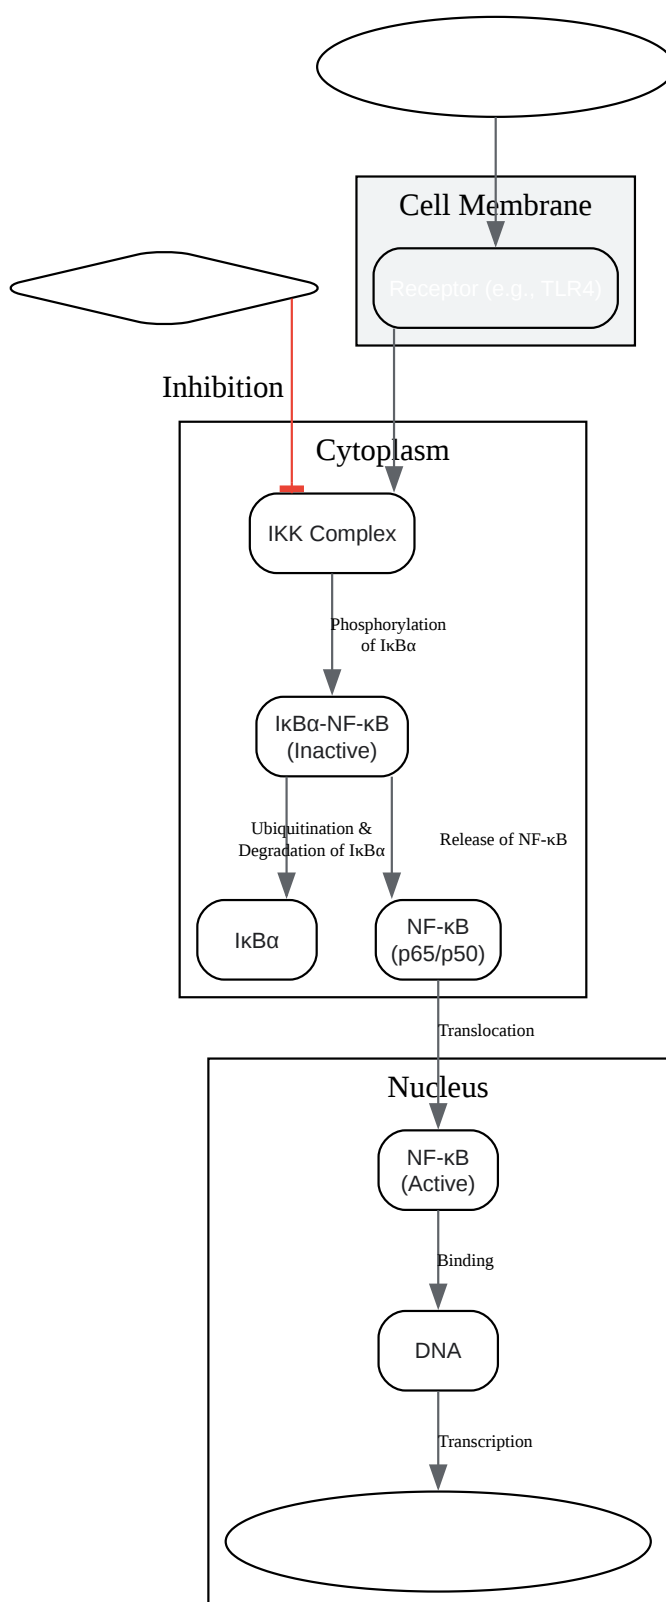 Cell Membrane
Receptor (e.g., TLR4)
Inhibition
Cytoplasm
IKK Complex
Phosphorylation
of IκBα
IκBα-NF-κB
(Inactive)
Ubiquitination &
Degradation of IκBα
Release of NF-κB
IκBα
NF-κB
(p65/p50)
Translocation
Nucleus
NF-κB
(Active)
Binding
DNA
Transcription